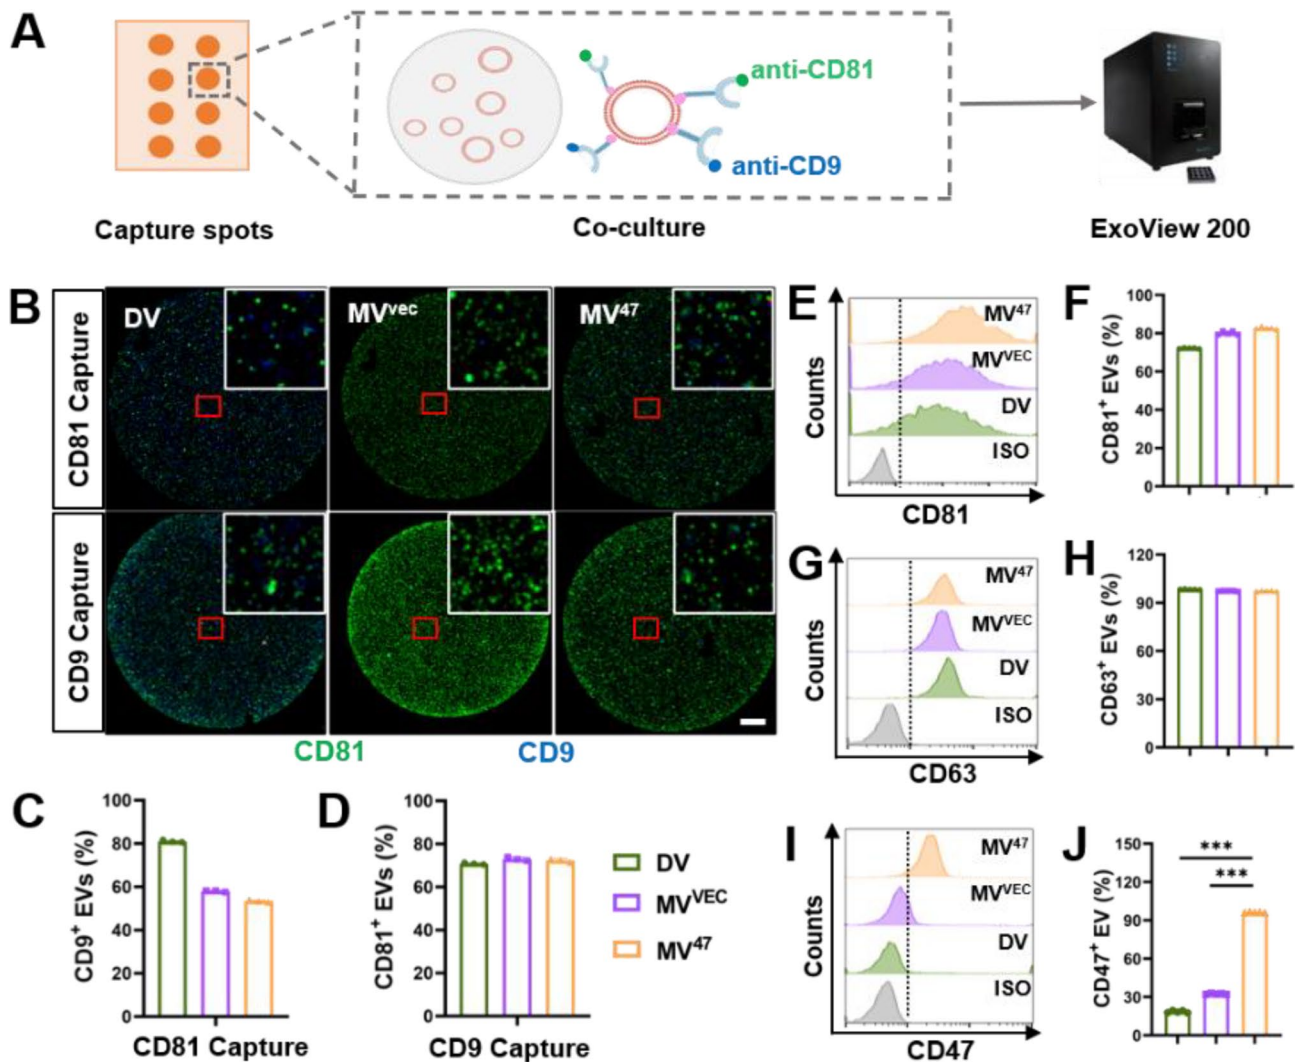 A
anti-CD81
anti-CD9
Capture spots
Co-culture
ExoView 200
B
CD81 Capture
CD9 Capture
DV
MVvec
MV47
CD81
CD9
C
CD9+ EVs (%)
100
80
60
40
20
0
CD81 Capture
D
CD81+ EVs (%)
100
80
60
40
20
0
CD9 Capture
DV
MVVEC
MV47
E
Counts
MV47
MVVEC
DV
ISO
CD81
F
CD81+ EVs (%)
100
80
60
40
20
0
G
Counts
MV47
MVVEC
DV
ISO
CD63
H
CD63+ EVs (%)
120
90
60
30
0
I
Counts
MV47
MVVEC
DV
ISO
CD47
J
CD47+ EV (%)
150
120
90
60
30
0
***
***